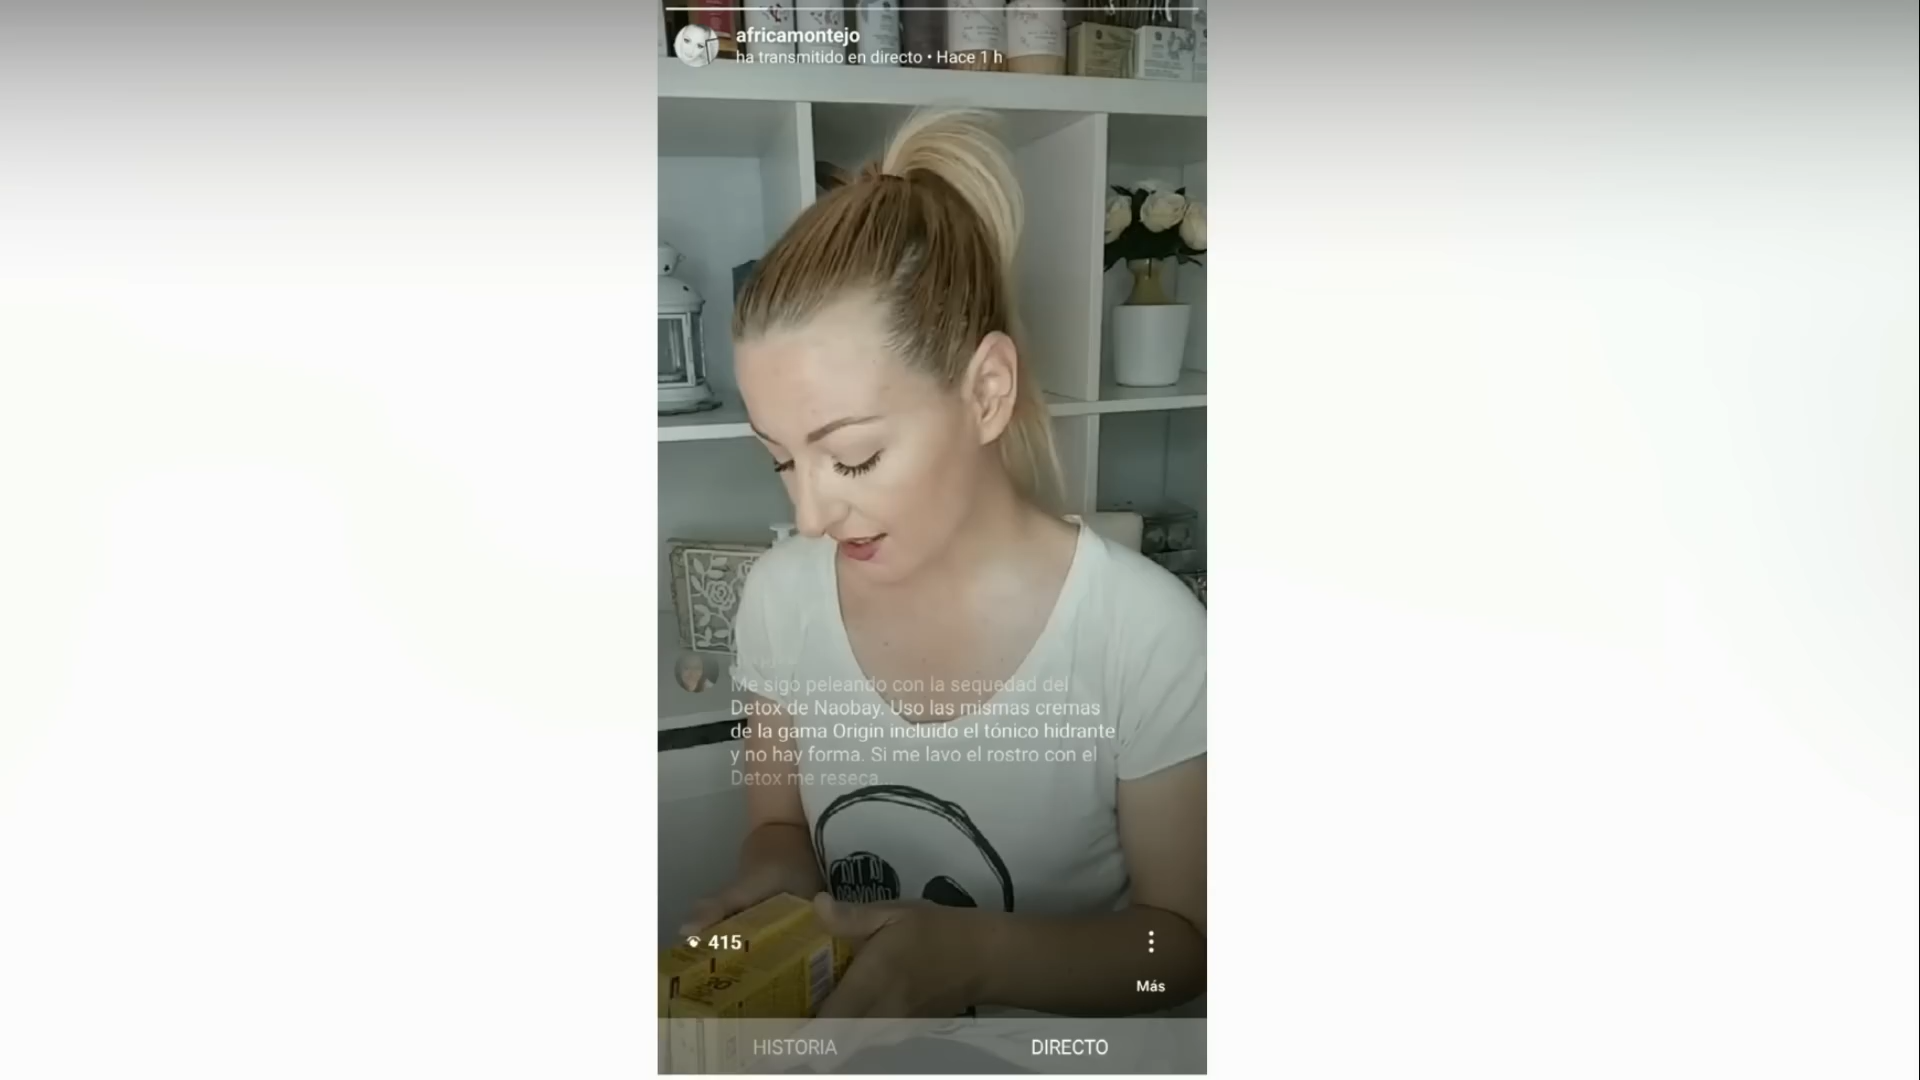 africamontejo
ha transmitido en directo • Hace 1 h
Me sigo peleando con la sequedad del
Detox de Naobay. Uso las mismas cremas
de la gama Origin incluido el tónico hidrante
y no hay forma. Si me lavo el rostro con el
Detox me reseca...
415
Más
HISTORIA
DIRECTO